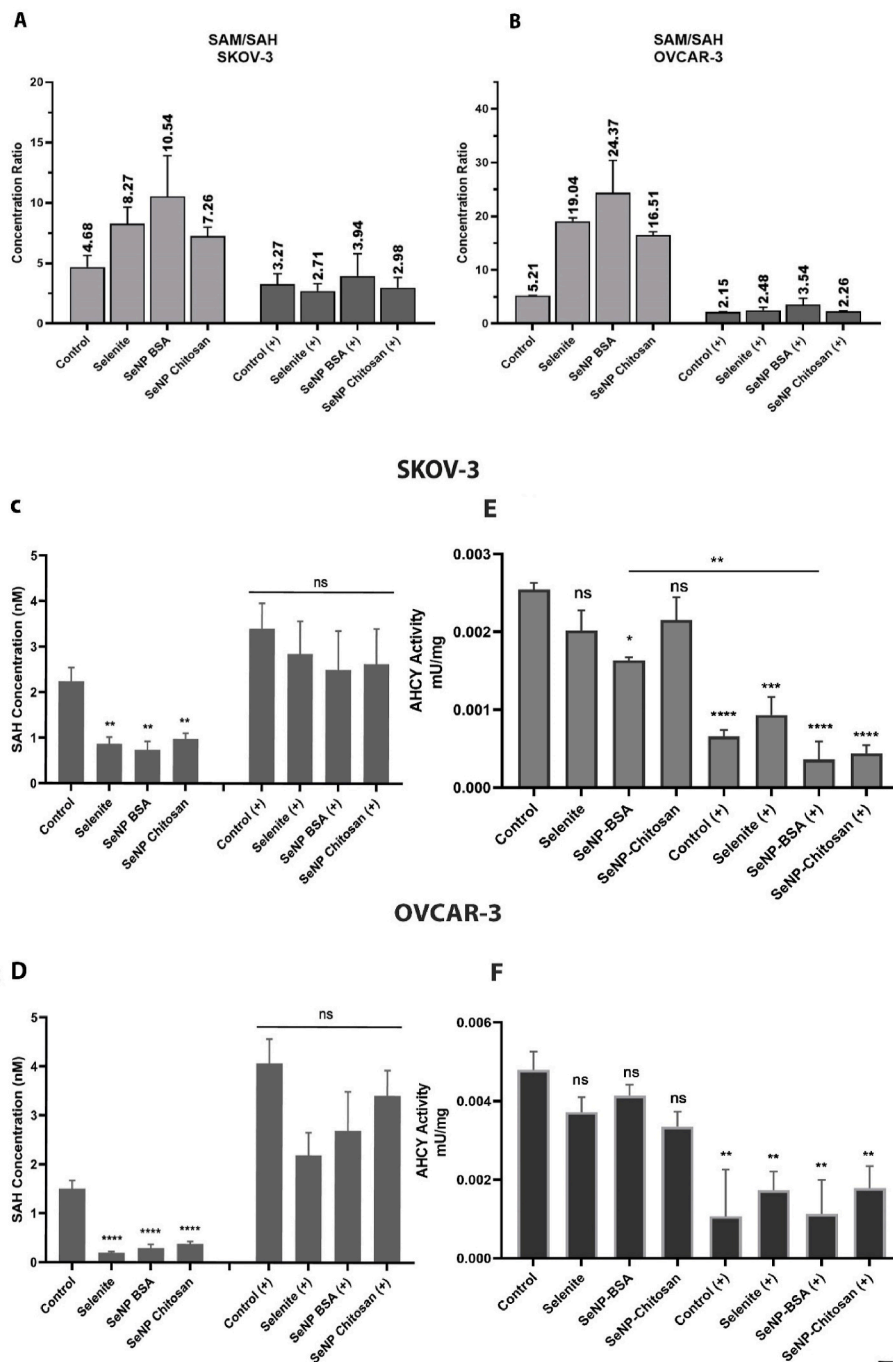 A
SAM/SAH
SKOV-3
Concentration Ratio
20
15
10
5
0
4.68
8.27
10.54
7.26
3.27
2.71
3.94
2.98
Control
Selenite
SeNP BSA
SeNP Chitosan
Control (+)
Selenite (+)
SeNP BSA (+)
SeNP Chitosan (+)
B
SAM/SAH
OVCAR-3
Concentration Ratio
40
30
20
10
0
5.21
19.04
24.37
16.51
2.15
2.48
3.54
2.26
Control
Selenite
SeNP BSA
SeNP Chitosan
Control (+)
Selenite (+)
SeNP BSA (+)
SeNP Chitosan (+)
SKOV-3
C
SAH Concentration (nM)
5
4
3
2
1
0
**
**
**
ns
Control
Selenite
SeNP BSA
SeNP Chitosan
Control (+)
Selenite (+)
SeNP BSA (+)
SeNP Chitosan (+)
E
AHCY Activity
mU/mg
0.003
0.002
0.001
0.000
ns
*
ns
**
****
***
****
****
Control
Selenite
SeNP-BSA
SeNP-Chitosan
Control (+)
Selenite (+)
SeNP-BSA (+)
SeNP-Chitosan (+)
OVCAR-3
D
SAH Concentration (nM)
5
4
3
2
1
0
****
****
****
ns
Control
Selenite
SeNP BSA
SeNP Chitosan
Control (+)
Selenite (+)
SeNP BSA (+)
SeNP Chitosan (+)
F
AHCY Activity
mU/mg
0.006
0.004
0.002
0.000
ns
ns
ns
**
**
**
**
Control
Selenite
SeNP-BSA
SeNP-Chitosan
Control (+)
Selenite (+)
SeNP-BSA (+)
SeNP-Chitosan (+)